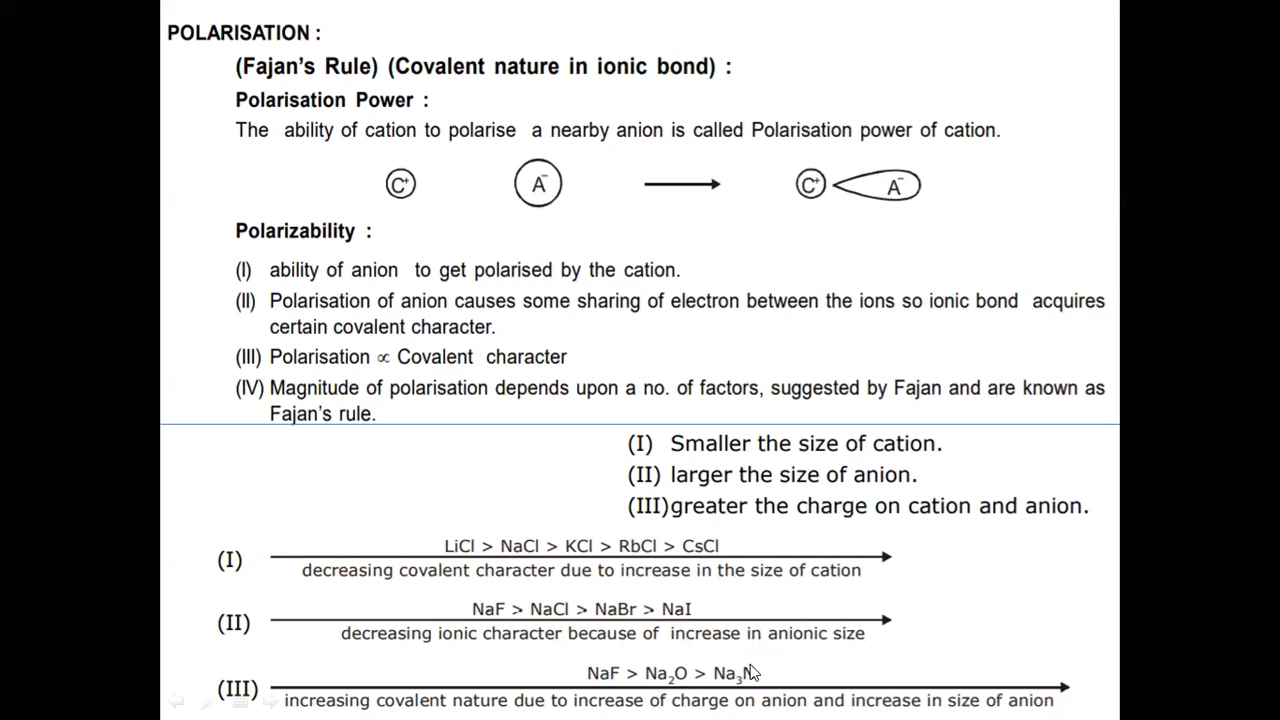 POLARISATION :
(Fajan's Rule) (Covalent nature in ionic bond) :
Polarisation Power :
The ability of cation to polarise a nearby anion is called Polarisation power of cation.
C⁺ A⁻ C⁺ A⁻
Polarizability :
(I) ability of anion to get polarised by the cation.
(II) Polarisation of anion causes some sharing of electron between the ions so ionic bond acquires
certain covalent character.
(III) Polarisation ∝ Covalent character
(IV) Magnitude of polarisation depends upon a no. of factors, suggested by Fajan and are known as
Fajan's rule.
(I) Smaller the size of cation.
(II) larger the size of anion.
(III)greater the charge on cation and anion.
LiCl > NaCl > KCl > RbCl > CsCl
(I)
decreasing covalent character due to increase in the size of cation
NaF > NaCl > NaBr > NaI
(II)
decreasing ionic character because of increase in anionic size
NaF > Na₂O > Na₃N
(III)
increasing covalent nature due to increase of charge on anion and increase in size of anion